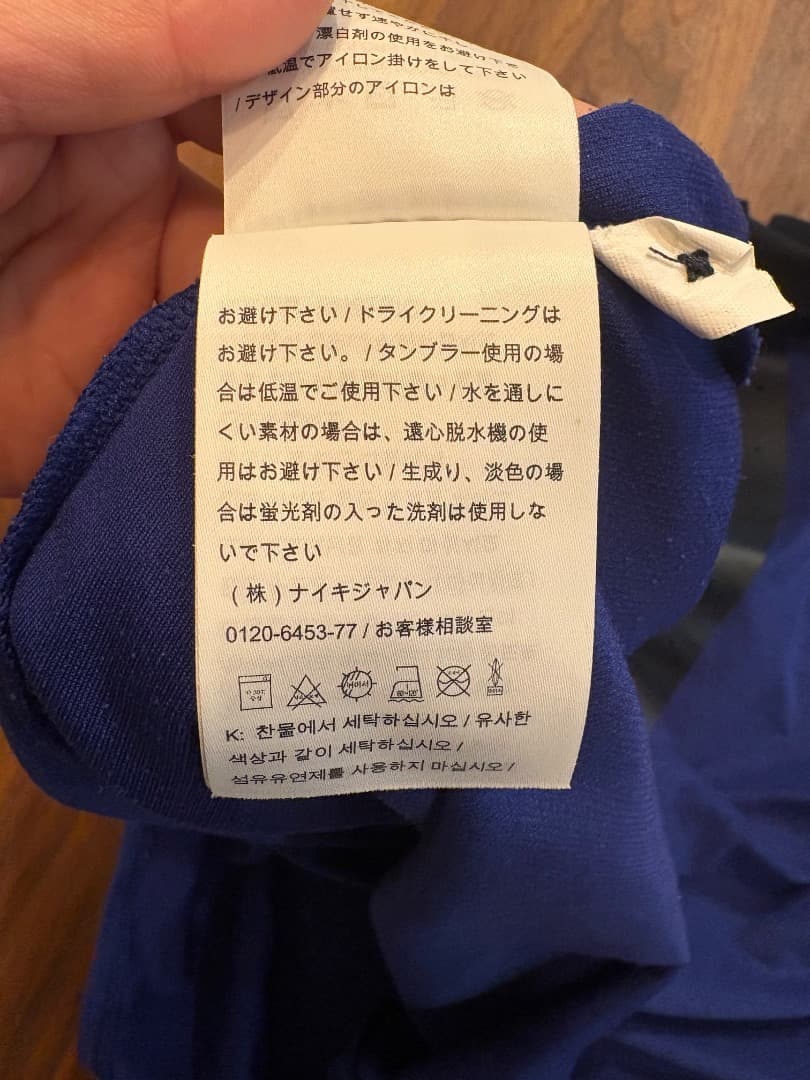 置せず速やかに
漂白剤の使用をお避け下さ
低温でアイロン掛けをして下さい
/ デザイン部分のアイロンは
お避け下さい / ドライクリーニングは
お避け下さい。 / タンブラー使用の場
合は低温でご使用下さい / 水を通しに
くい素材の場合は、遠心脱水機の使
用はお避け下さい / 生成り、淡色の場
合は蛍光剤の入った洗剤は使用しな
いで下さい
( 株 ) ナイキジャパン
0120-6453-77 / お客様相談室
K: 찬물에서 세탁하십시오 / 유사한
색상과 같이 세탁하십시오 /
섬유유연제를 사용하지 마십시오 /